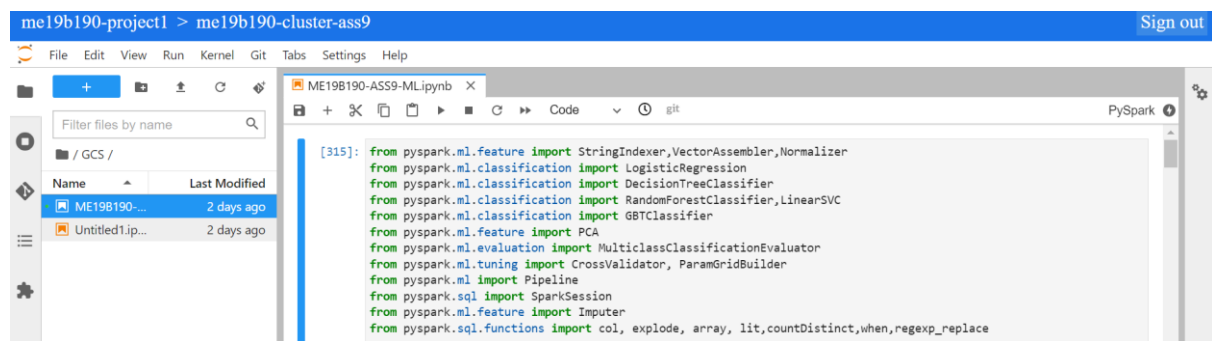 me19b190-project1 > me19b190-cluster-ass9
Sign out
File Edit View Run Kernel Git Tabs Settings Help
ME19B190-ASS9-ML.ipynb
Code
git
PySpark
Filter files by name
/ GCS /
Name
Last Modified
ME19B190-...
2 days ago
Untitled1.ip...
2 days ago
[315]:
from pyspark.ml.feature import StringIndexer,VectorAssembler,Normalizer
from pyspark.ml.classification import LogisticRegression
from pyspark.ml.classification import DecisionTreeClassifier
from pyspark.ml.classification import RandomForestClassifier,LinearSVC
from pyspark.ml.classification import GBTClassifier
from pyspark.ml.feature import PCA
from pyspark.ml.evaluation import MulticlassClassificationEvaluator
from pyspark.ml.tuning import CrossValidator, ParamGridBuilder
from pyspark.ml import Pipeline
from pyspark.sql import SparkSession
from pyspark.ml.feature import Imputer
from pyspark.sql.functions import col, explode, array, lit,countDistinct,when,regexp_replace